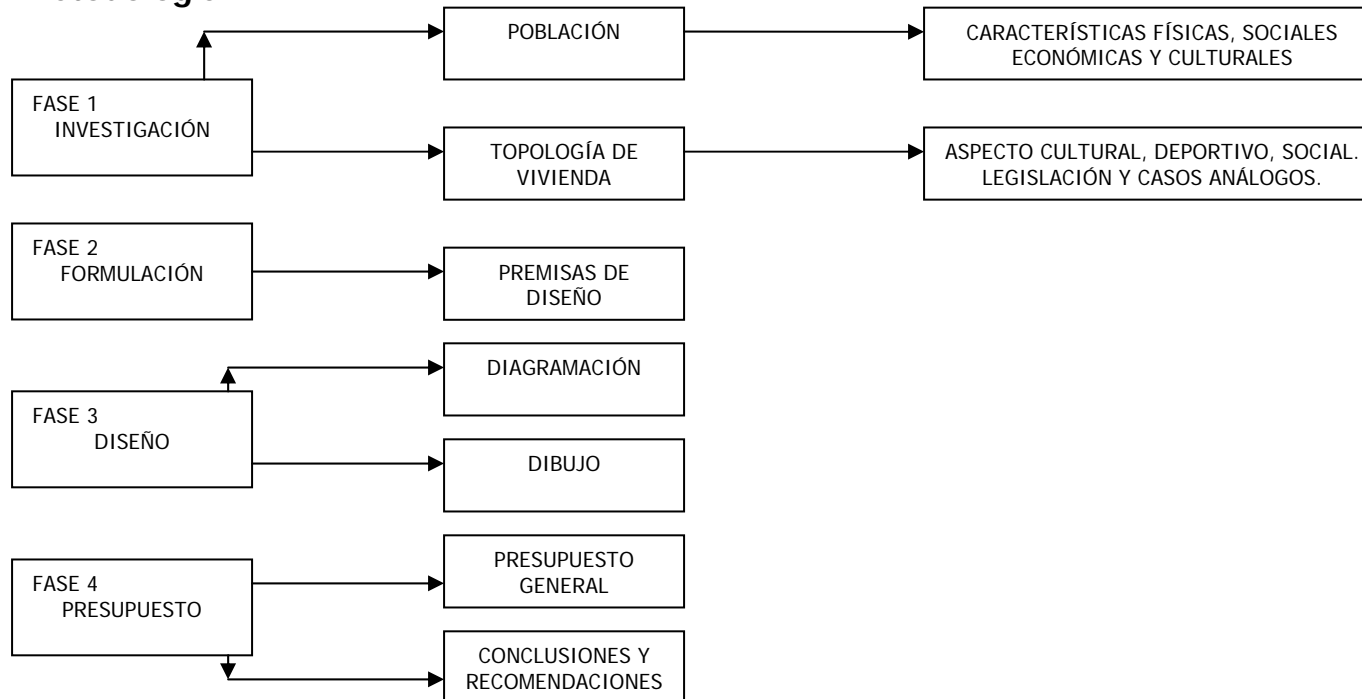 FASE 1
INVESTIGACIÓN
POBLACIÓN
CARACTERÍSTICAS FÍSICAS, SOCIALES
ECONÓMICAS Y CULTURALES
TOPOLOGÍA DE
VIVIENDA
ASPECTO CULTURAL, DEPORTIVO, SOCIAL.
LEGISLACIÓN Y CASOS ANÁLOGOS.
FASE 2
FORMULACIÓN
PREMISAS DE
DISEÑO
FASE 3
DISEÑO
DIAGRAMACIÓN
DIBUJO
FASE 4
PRESUPUESTO
PRESUPUESTO
GENERAL
CONCLUSIONES Y
RECOMENDACIONES